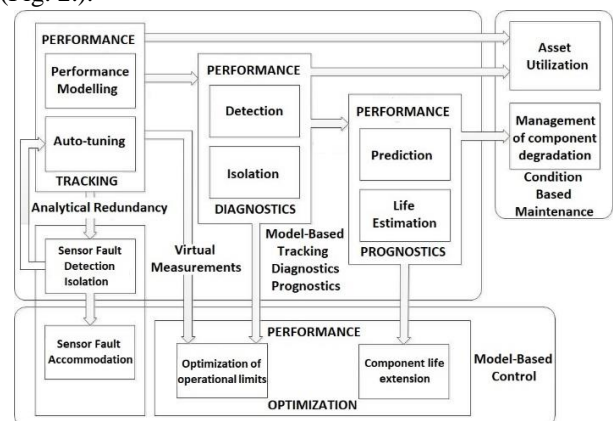 (Fig. 2.).
PERFORMANCE
Performance
Modelling
Auto-tuning
TRACKING
Analytical Redundancy
Sensor Fault
Detection
Isolation
Sensor Fault
Accommodation
Virtual
Measurements
PERFORMANCE
Detection
Isolation
DIAGNOSTICS
Model-Based
Tracking
Diagnostics
Prognostics
PERFORMANCE
Prediction
Life
Estimation
PROGNOSTICS
Asset
Utilization
Management
of component
degradation
Condition
Based
Maintenance
PERFORMANCE
Optimization of
operational limits
Component life
extension
OPTIMIZATION
Model-Based
Control